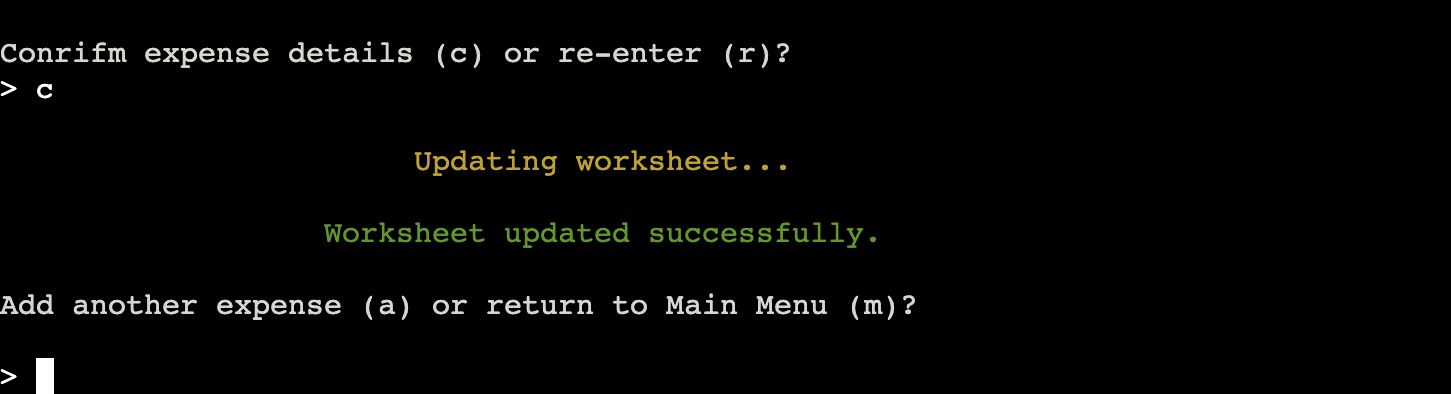 Conrifm expense details (c) or re-enter (r)?
> c
Updating worksheet...
Worksheet updated successfully.
Add another expense (a) or return to Main Menu (m)?
>